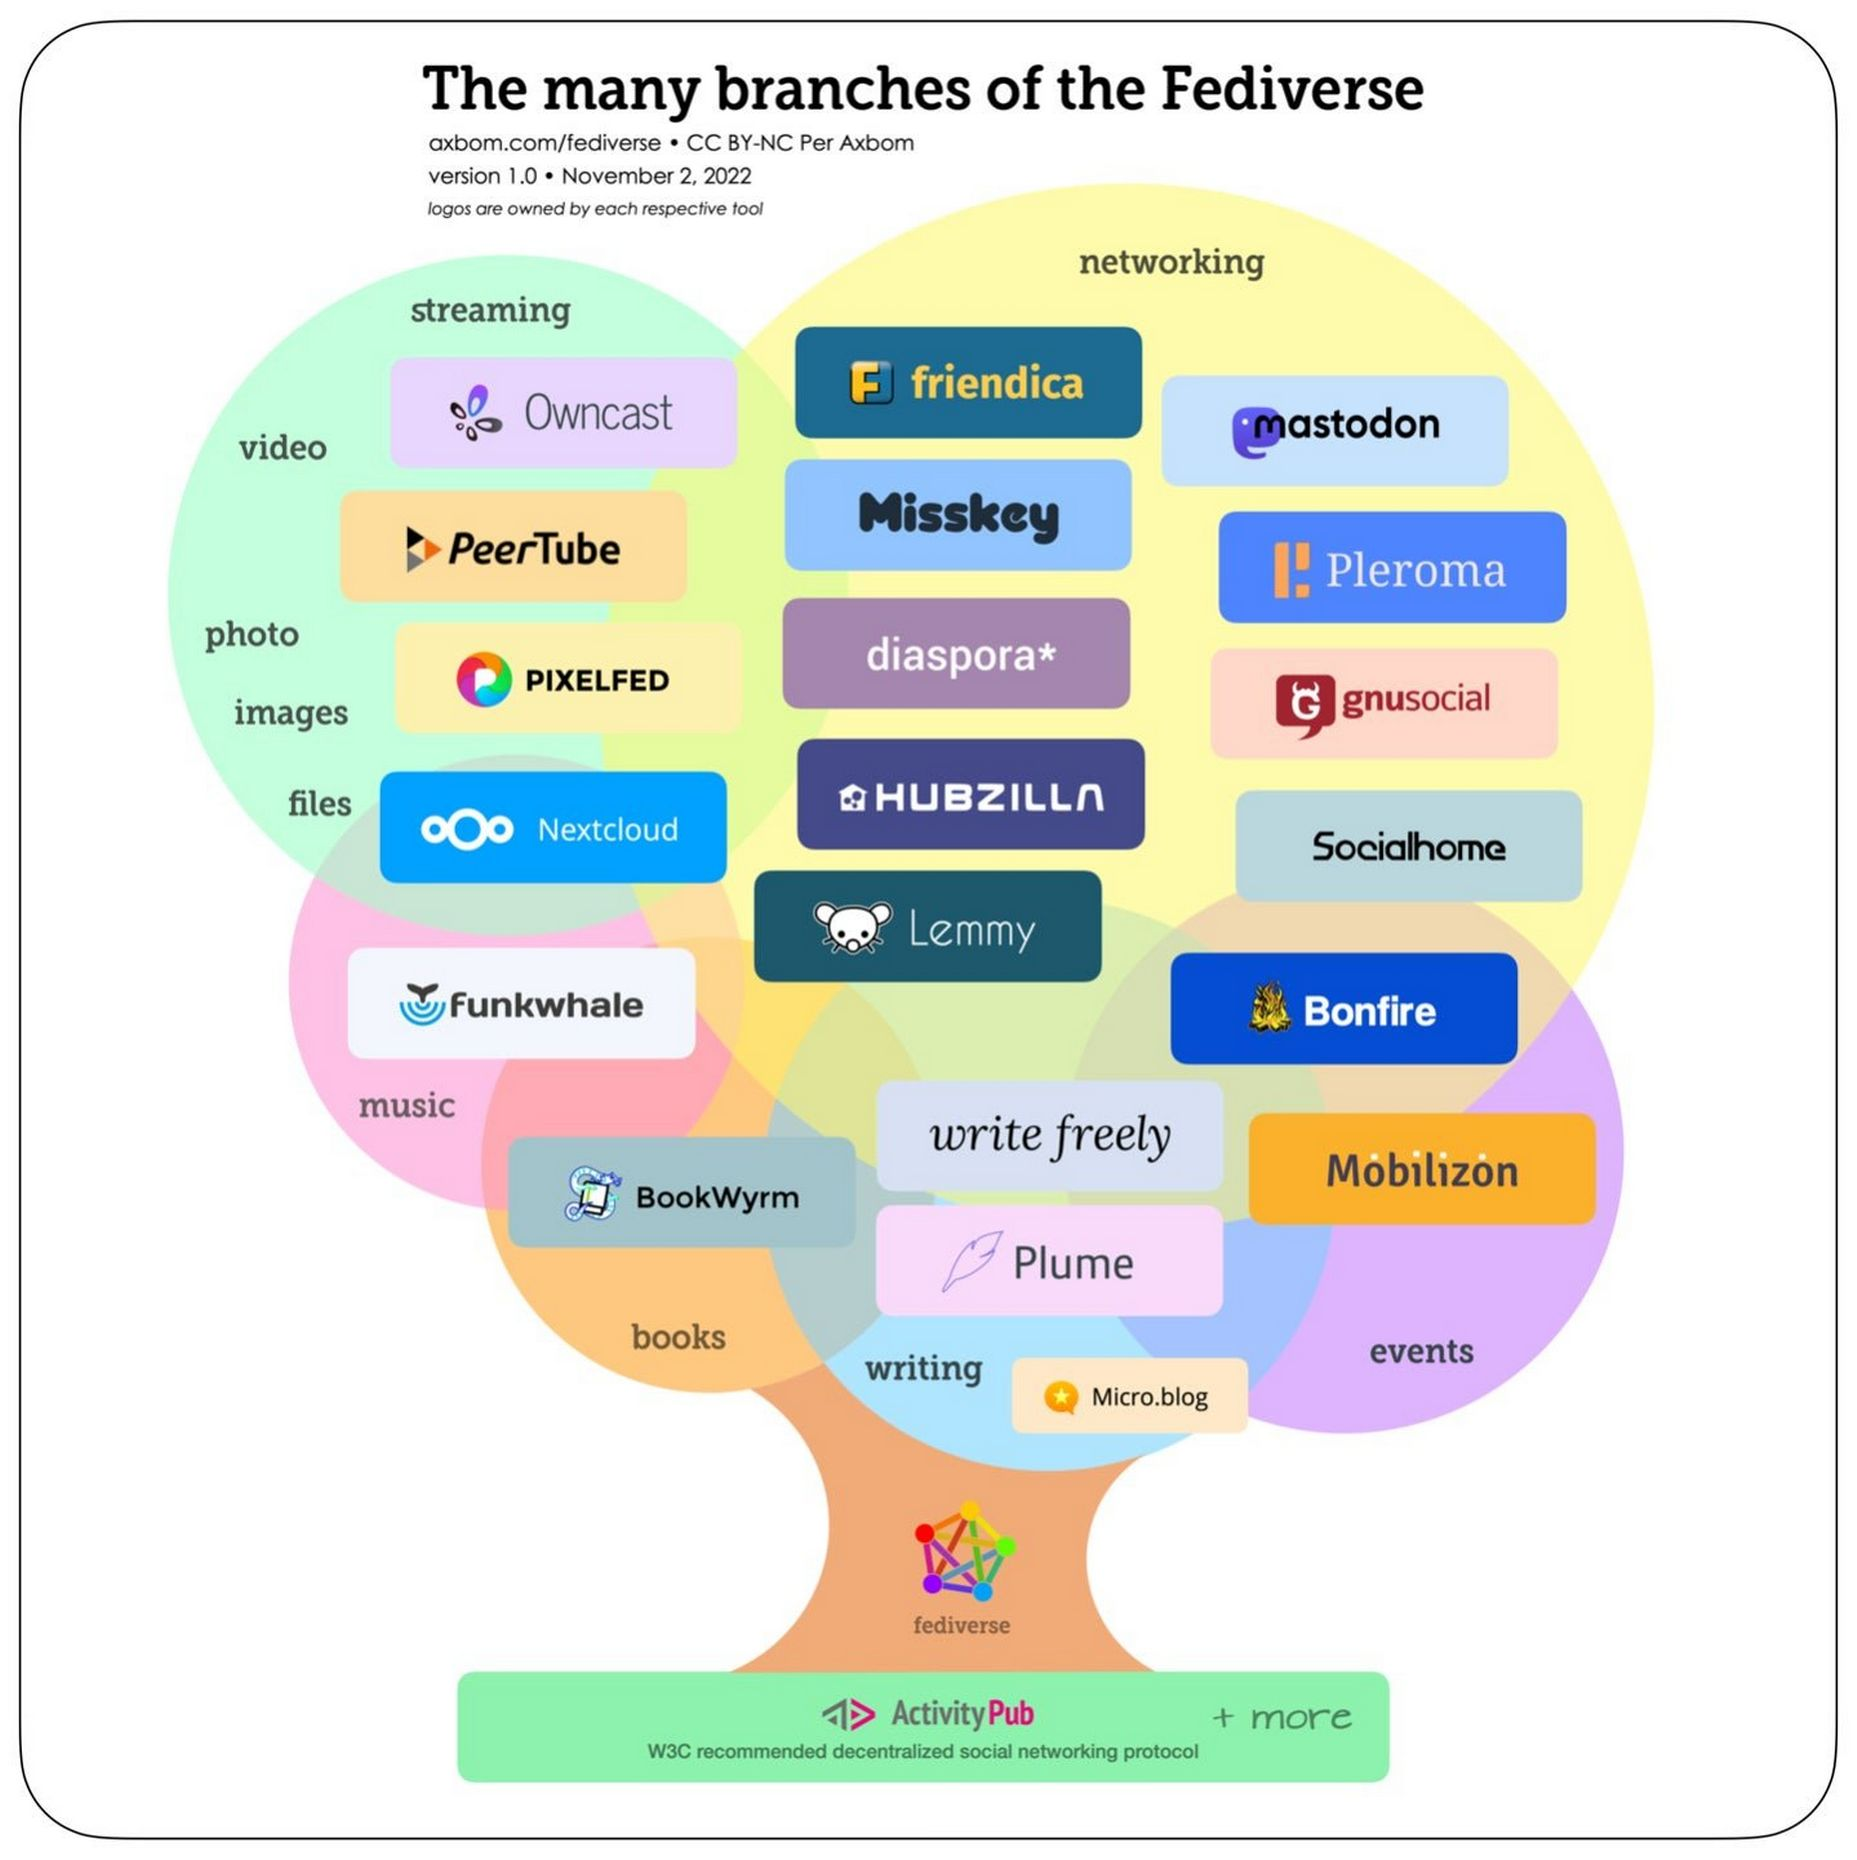 The many branches of the Fediverse
axbom.com/fediverse • CC BY-NC Per Axbom
version 1.0 • November 2, 2022
logos are owned by each respective tool
networking
streaming
friendica
Owncast
mastodon
video
Misskey
PeerTube
Pleroma
photo
diaspora*
PIXELFED
gnusocial
images
HUBZILLA
files
Nextcloud
Socialhome
Lemmy
funkwhale
Bonfire
music
write freely
Mobilizon
BookWyrm
Plume
books
events
writing
Micro.blog
fediverse
ActivityPub
+ more
W3C recommended decentralized social networking protocol